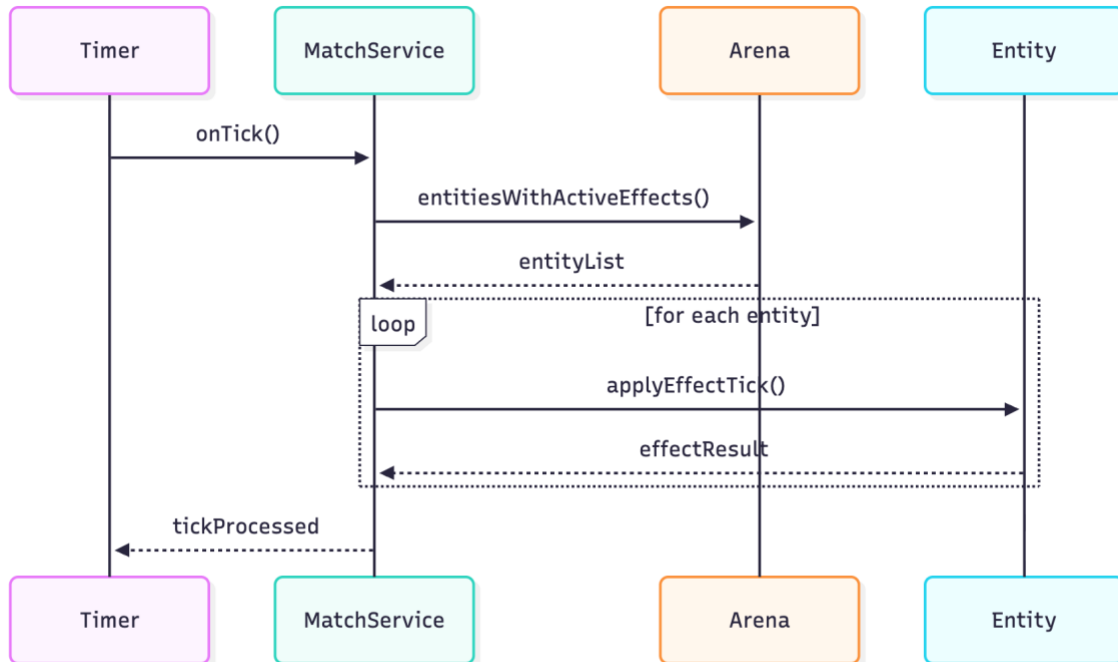 Timer MatchService Arena Entity
onTick()
entitiesWithActiveEffects()
entityList
loop [for each entity]
applyEffectTick()
effectResult
tickProcessed
Timer MatchService Arena Entity